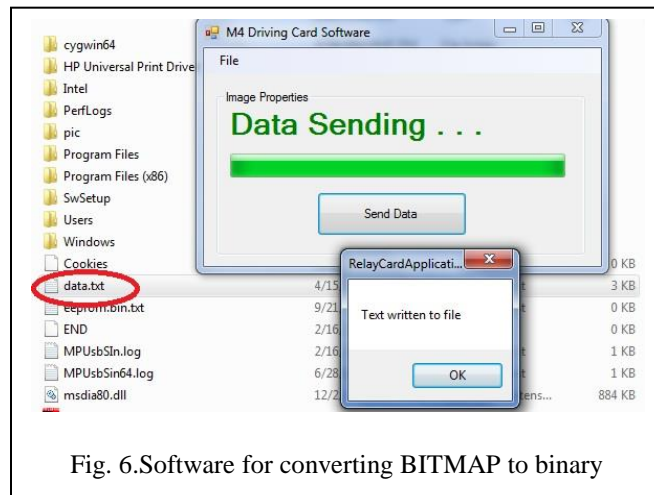 cygwin64
HP Universal Print Drive
Intel
PerfLogs
pic
Program Files
Program Files (x86)
SwSetup
Users
Windows
Cookies
data.txt 4/15 3 KB
eeprom.bin.txt 9/21 t 0 KB
END 2/16 0 KB
MPUsbSIn.log 2/16 t 1 KB
MPUsbSin64.log 6/28 t 1 KB
msdia80.dll 12/2 tens... 884 KB
M4 Driving Card Software
File
Image Properties
Data Sending . . .
Send Data
0 KB
RelayCardApplicati...
Text written to file
OK
Fig. 6.Software for converting BITMAP to binary